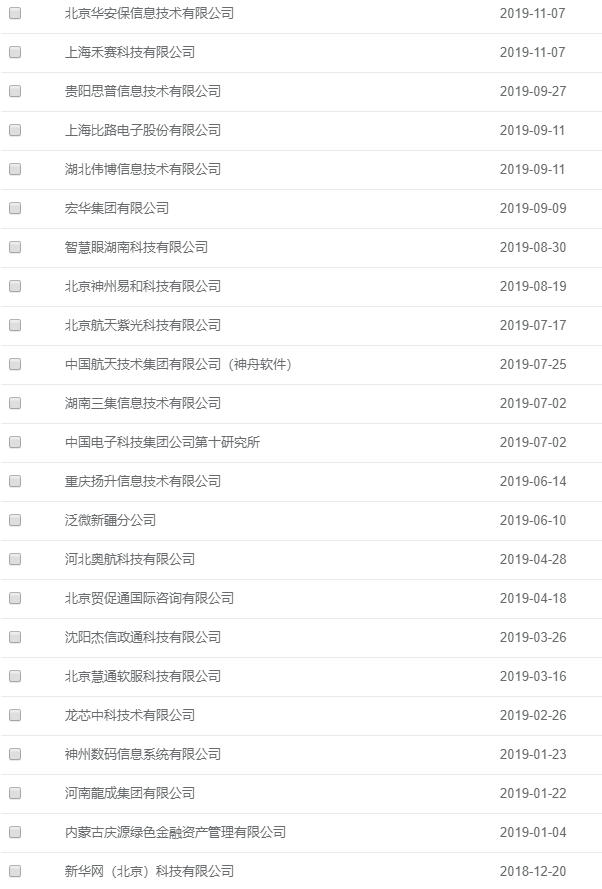 北京华安保信息技术有限公司 2019-11-07
上海禾赛科技有限公司 2019-11-07
贵阳思普信息技术有限公司 2019-09-27
上海比路电子股份有限公司 2019-09-11
湖北伟博信息技术有限公司 2019-09-11
宏华集团有限公司 2019-09-09
智慧眼湖南科技有限公司 2019-08-30
北京神州易和科技有限公司 2019-08-19
北京航天紫光科技有限公司 2019-07-17
中国航天技术集团有限公司（神舟软件） 2019-07-25
湖南三集信息技术有限公司 2019-07-02
中国电子科技集团公司第十研究所 2019-07-02
重庆扬升信息技术有限公司 2019-06-14
泛微新疆分公司 2019-06-10
河北奥航科技有限公司 2019-04-28
北京贸促通国际咨询有限公司 2019-04-18
沈阳杰信政通科技有限公司 2019-03-26
北京慧通软服科技有限公司 2019-03-16
龙芯中科技术有限公司 2019-02-26
神州数码信息系统有限公司 2019-01-23
河南龍成集团有限公司 2019-01-22
内蒙古庆源绿色金融资产管理有限公司 2019-01-04
新华网（北京）科技有限公司 2018-12-20